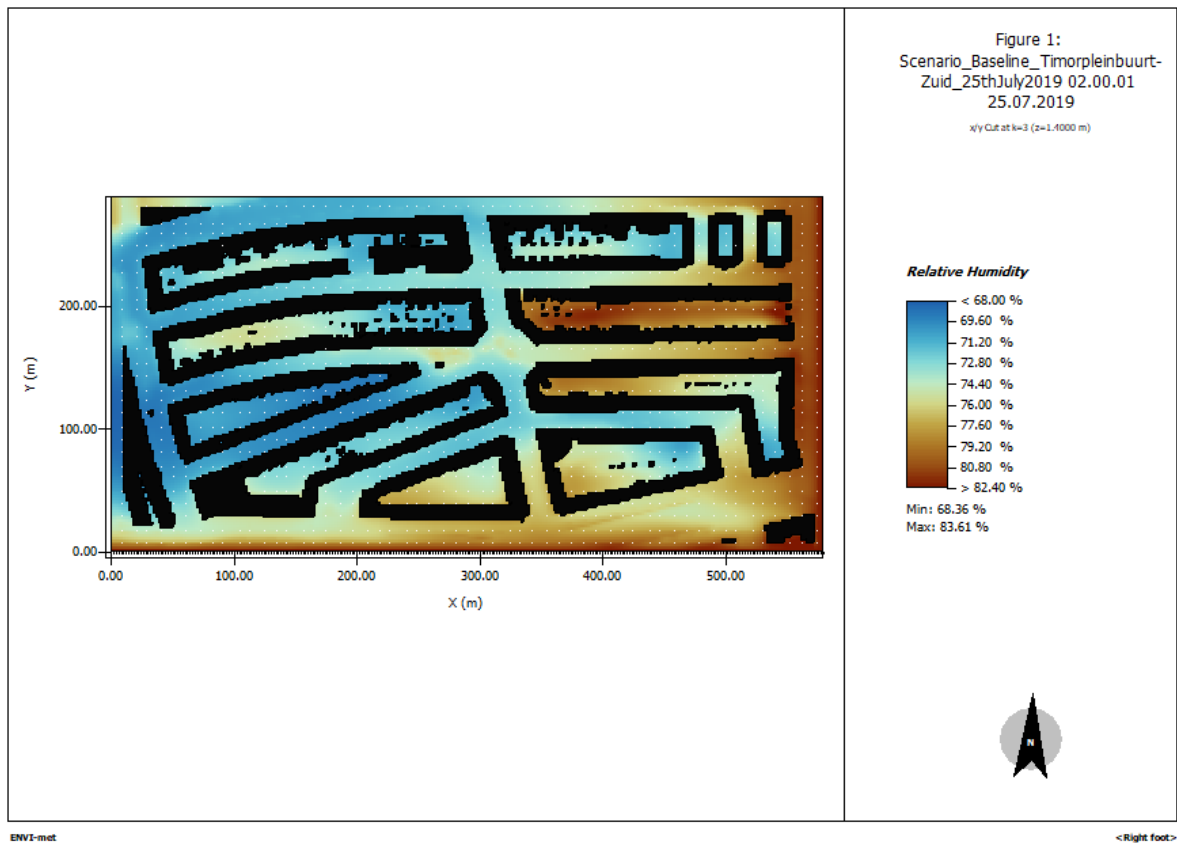 Figure 1:
Scenario_Baseline_Timorpleinbuurt-
Zuid_25thJuly2019 02.00.01
25.07.2019
x/y Cut at k=3 (z=1.4000 m)
Y (m)
200.00
100.00
0.00
0.00 100.00 200.00 300.00 400.00 500.00
X (m)
Relative Humidity
< 68.00 %
69.60 %
71.20 %
72.80 %
74.40 %
76.00 %
77.60 %
79.20 %
80.80 %
> 82.40 %
Min: 68.36 %
Max: 83.61 %
N
ENVI-met
<Right foot>